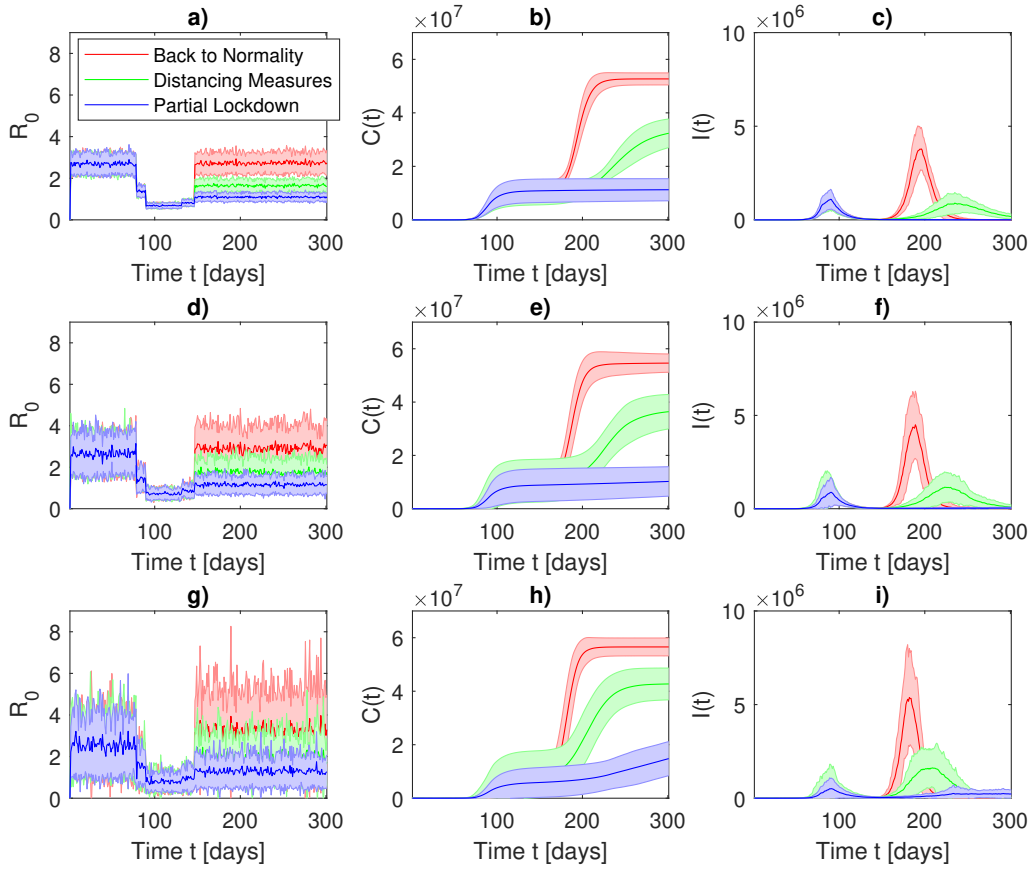 a)
R0
8
6
4
2
0
100 200 300
Time t [days]
Back to Normality
Distancing Measures
Partial Lockdown
b)
×10^7
C(t)
6
4
2
0
100 200 300
Time t [days]
c)
×10^6
I(t)
10
5
0
100 200 300
Time t [days]
d)
R0
8
6
4
2
0
100 200 300
Time t [days]
e)
×10^7
C(t)
6
4
2
0
100 200 300
Time t [days]
f)
×10^6
I(t)
10
5
0
100 200 300
Time t [days]
g)
R0
8
6
4
2
0
100 200 300
Time t [days]
h)
×10^7
C(t)
6
4
2
0
100 200 300
Time t [days]
i)
×10^6
I(t)
10
5
0
100 200 300
Time t [days]